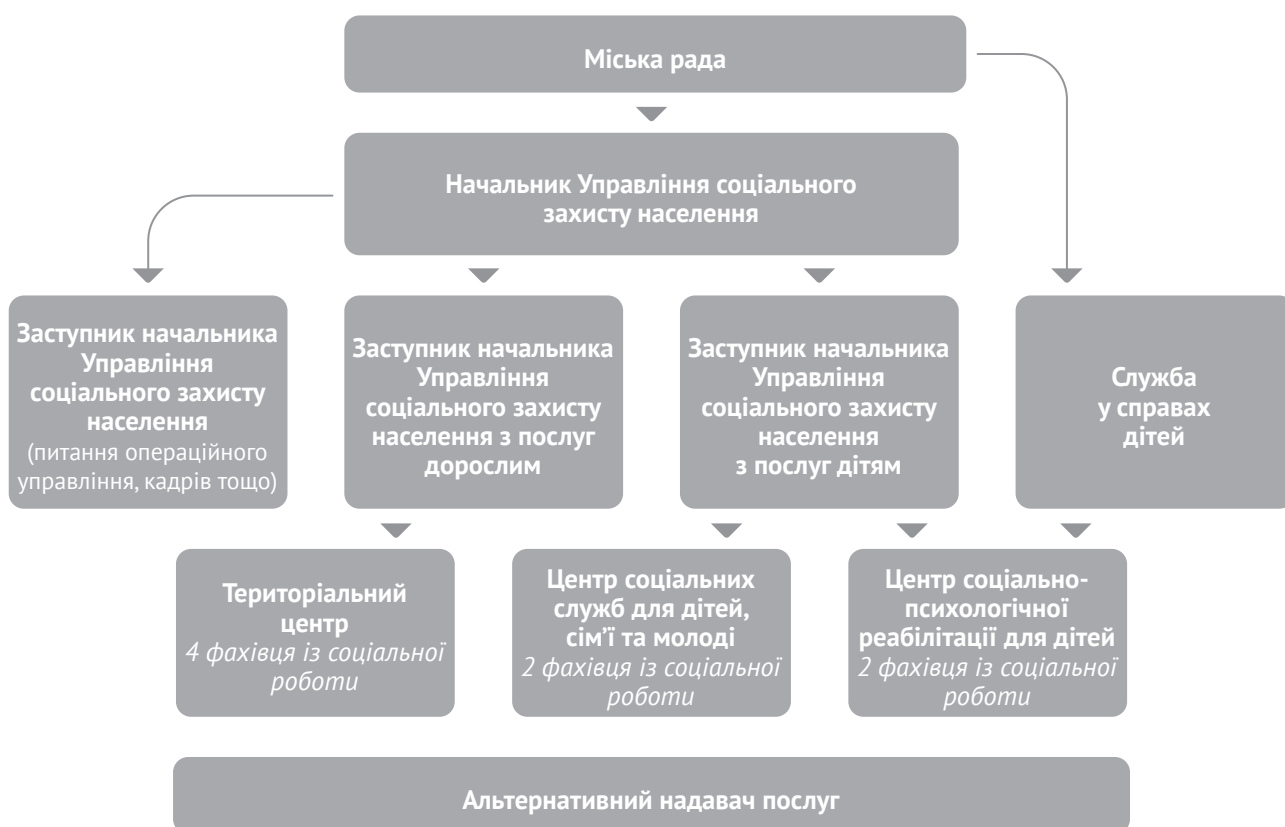 Міська рада
Начальник Управління соціального
захисту населення
Заступник начальника
Управління
соціального захисту
населення
(питання операційного
управління, кадрів тощо)
Заступник начальника
Управління
соціального захисту
населення з послуг
дорослим
Заступник начальника
Управління
соціального захисту
населення
з послуг дітям
Служба
у справах
дітей
Територіальний
центр
4 фахівця із соціальної
роботи
Центр соціальних
служб для дітей,
сім’ї та молоді
2 фахівця із соціальної
роботи
Центр соціально-
психологічної
реабілітації для дітей
2 фахівця із соціальної
роботи
Альтернативний надавач послуг